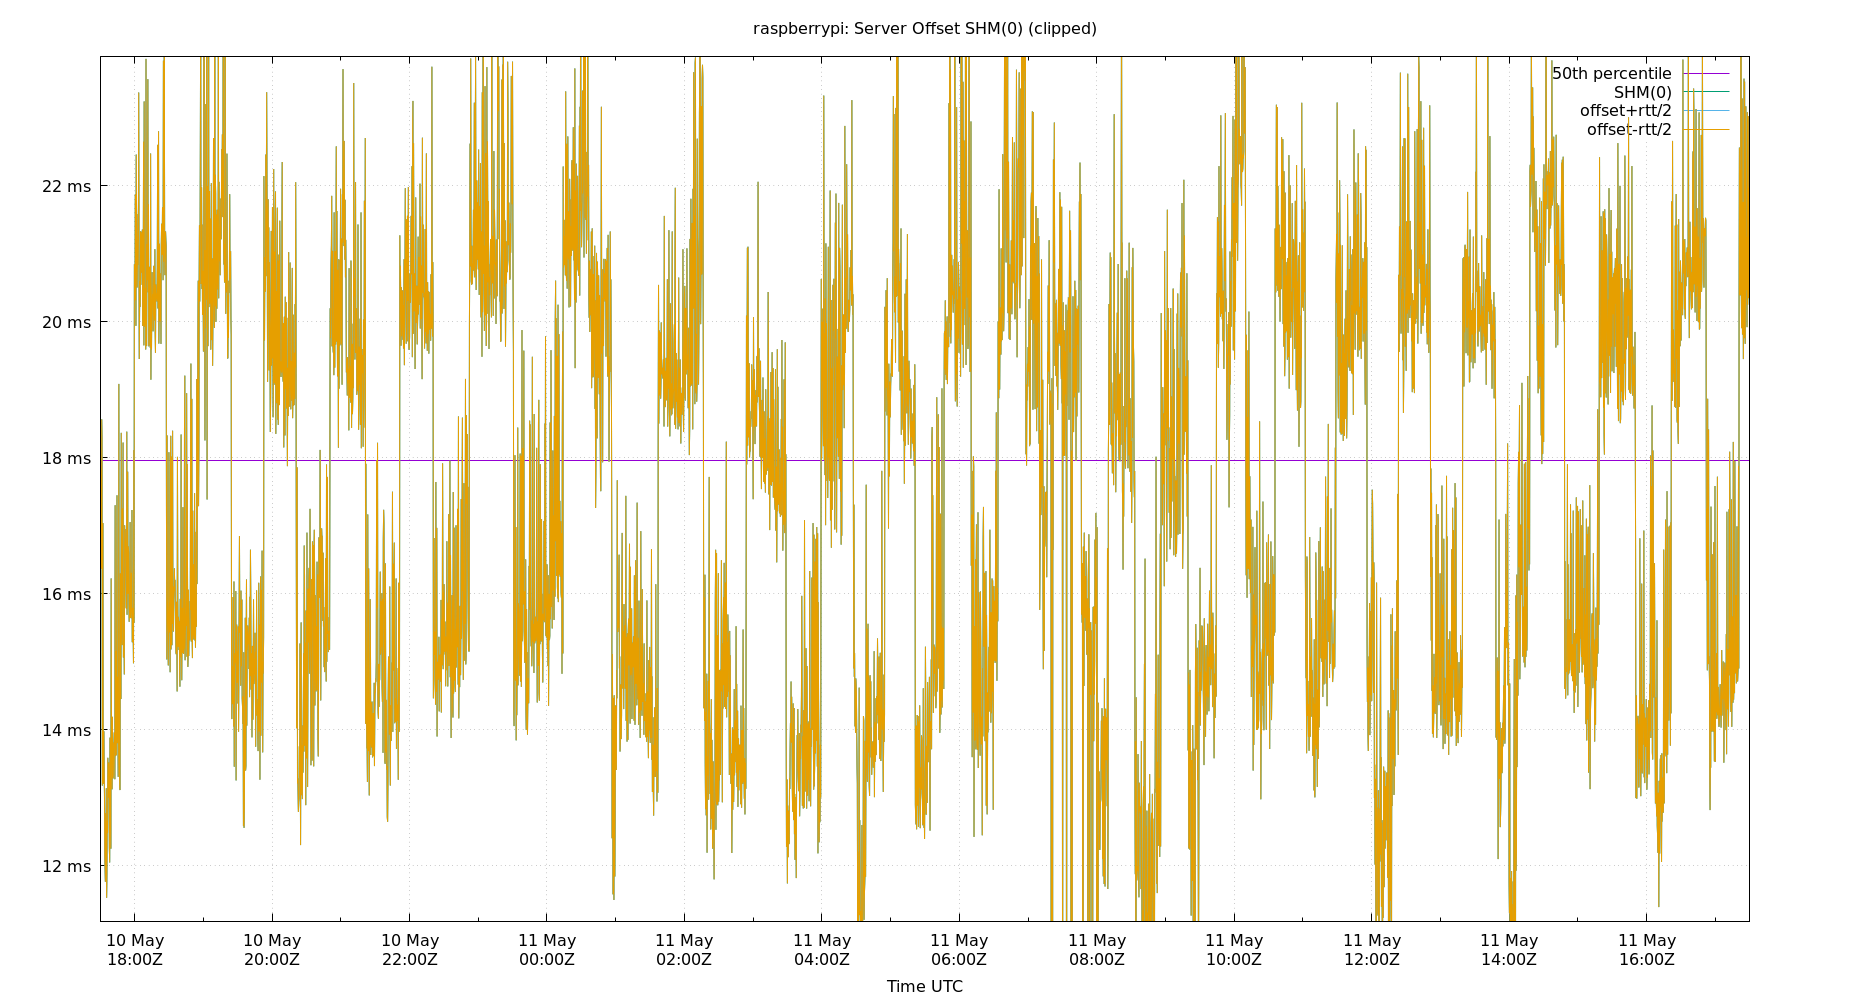 raspberrypi: Server Offset SHM(0) (clipped)
50th percentile
SHM(0)
offset+rtt/2
offset-rtt/2
22 ms
20 ms
18 ms
16 ms
14 ms
12 ms
10 May 10 May 10 May 11 May 11 May 11 May 11 May 11 May 11 May 11 May 11 May 11 May
18:00Z 20:00Z 22:00Z 00:00Z 02:00Z 04:00Z 06:00Z 08:00Z 10:00Z 12:00Z 14:00Z 16:00Z
Time UTC